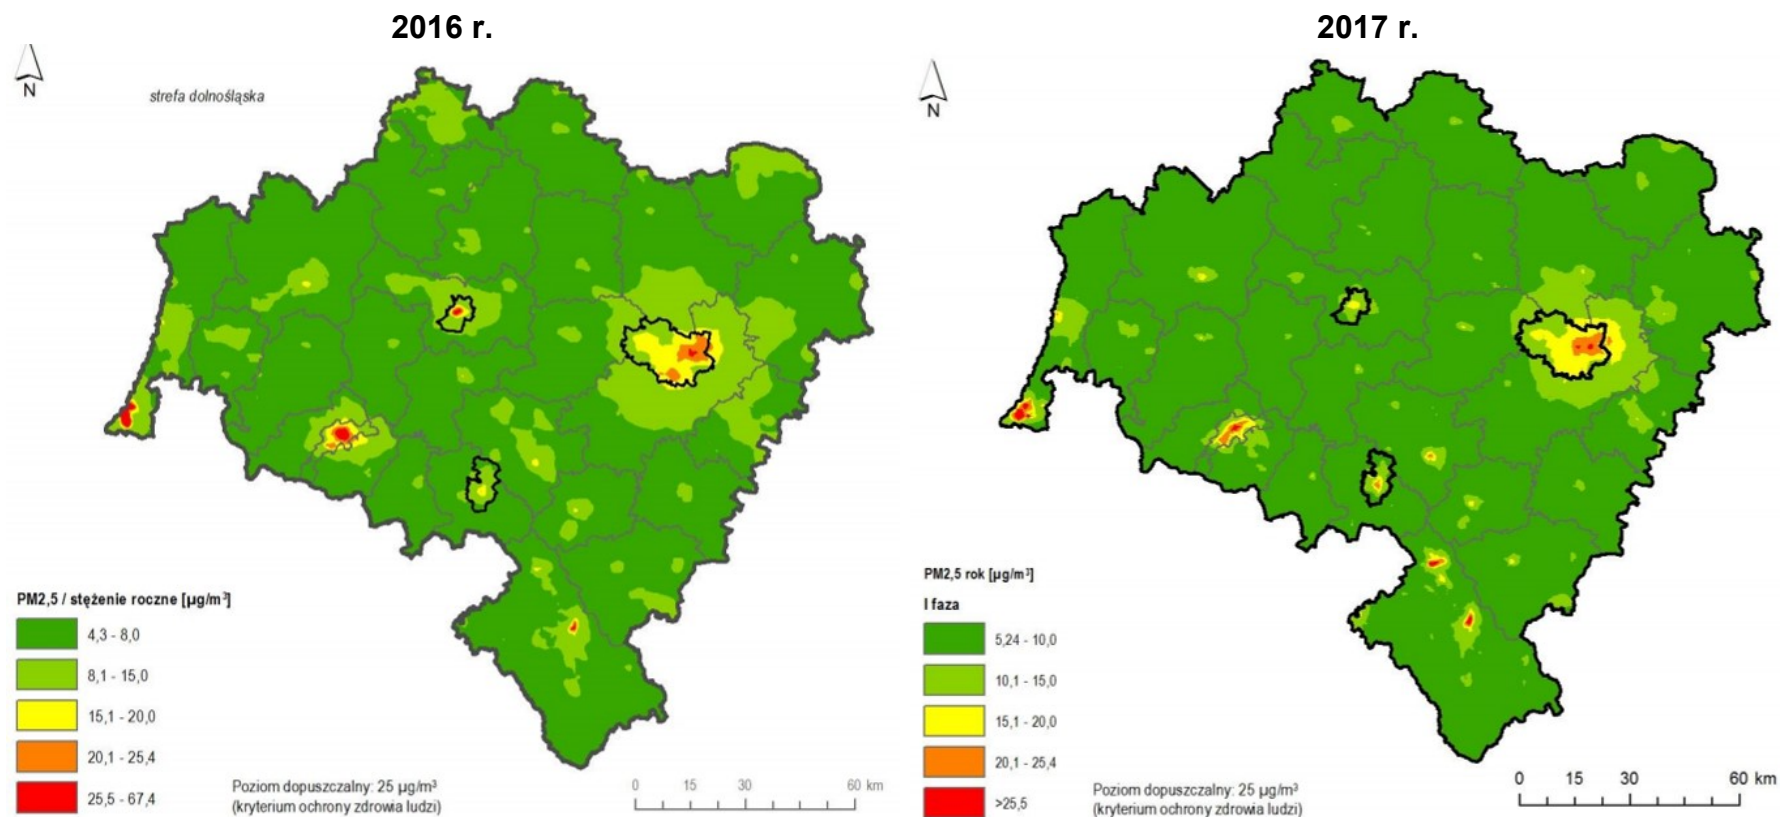 2016 r.
N
strefa dolnośląska
PM2,5 / stężenie roczne [µg/m³]
4,3 - 8,0
8,1 - 15,0
15,1 - 20,0
20,1 - 25,4
25,5 - 67,4
Poziom dopuszczalny: 25 µg/m³
(kryterium ochrony zdrowia ludzi)
0 15 30 60 km
2017 r.
N
PM2,5 rok [µg/m³]
I faza
5,24 - 10,0
10,1 - 15,0
15,1 - 20,0
20,1 - 25,4
>25,5
Poziom dopuszczalny: 25 µg/m³
(kryterium ochrony zdrowia ludzi)
0 15 30 60 km